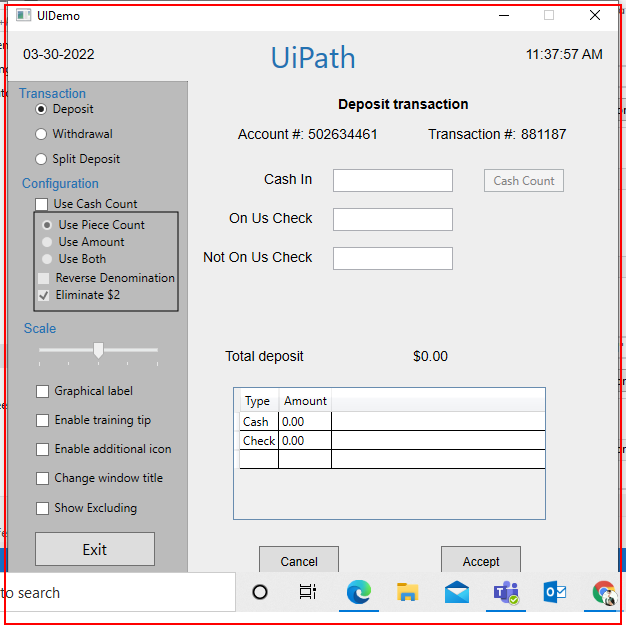 UIDemo
03-30-2022
UiPath
11:37:57 AM
Transaction
Deposit
Withdrawal
Split Deposit
Configuration
Use Cash Count
Use Piece Count
Use Amount
Use Both
Reverse Denomination
Eliminate $2
Scale
Graphical label
Enable training tip
Enable additional icon
Change window title
Show Excluding
Exit
Deposit transaction
Account #: 502634461 Transaction #: 881187
Cash In
Cash Count
On Us Check
Not On Us Check
Total deposit $0.00
Type Amount
Cash 0.00
Check 0.00
Cancel Accept
to search